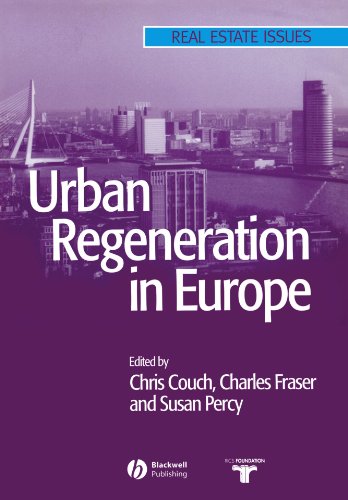 REAL ESTATE ISSUES
Urban
Regeneration
in Europe
Edited by
Chris Couch, Charles Fraser
and Susan Percy
Blackwell
Publishing
RICS FOUNDATION